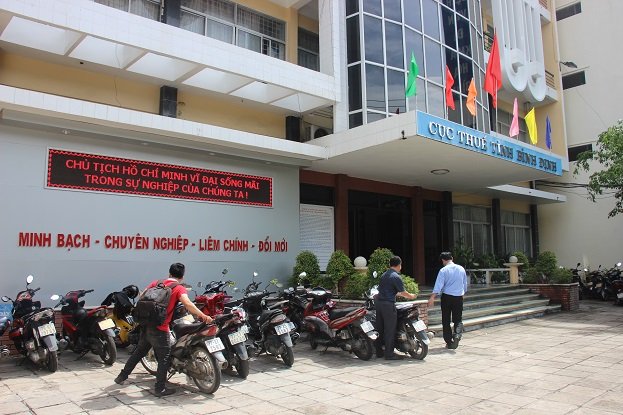 CỤC THUẾ TỈNH BÌNH ĐỊNH
CHỦ TỊCH HỒ CHÍ MINH VĨ ĐẠI SỐNG MÃI
TRONG SỰ NGHIỆP CỦA CHÚNG TA !
MINH BẠCH - CHUYÊN NGHIỆP - LIÊM CHÍNH - ĐỔI MỚI